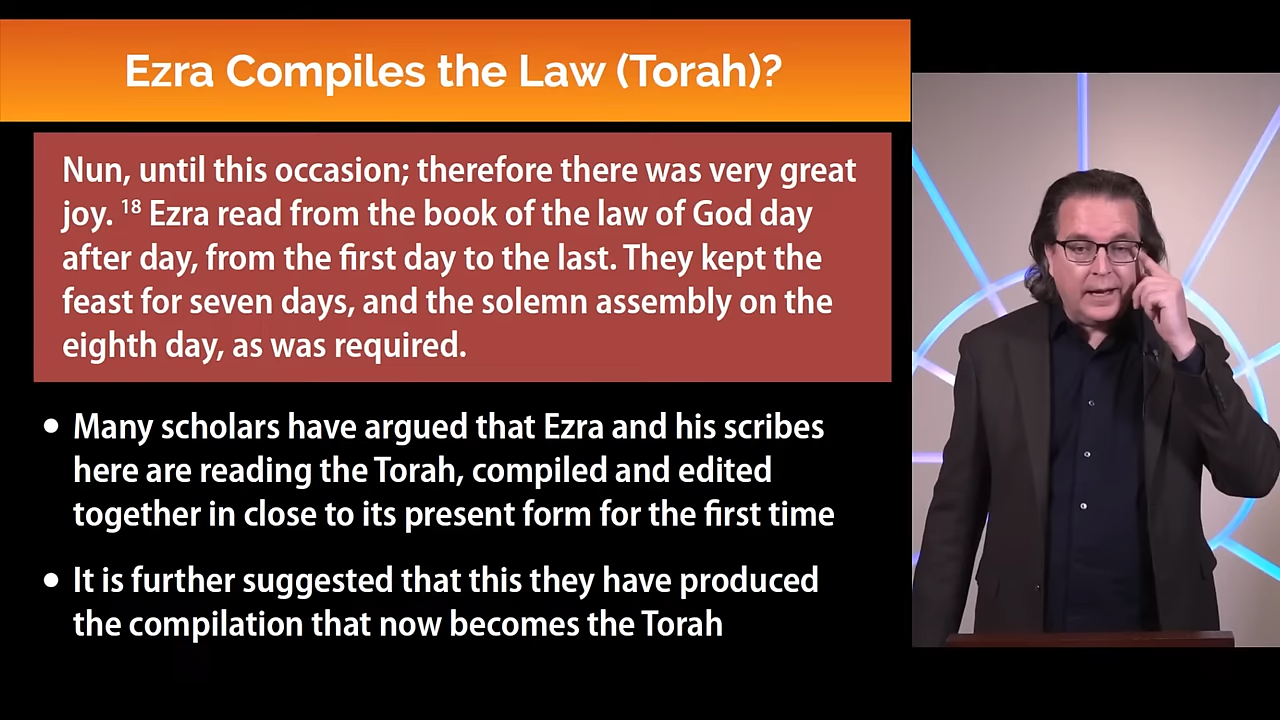 Ezra Compiles the Law (Torah)?
Nun, until this occasion; therefore there was very great
joy. 18 Ezra read from the book of the law of God day
after day, from the first day to the last. They kept the
feast for seven days, and the solemn assembly on the
eighth day, as was required.
• Many scholars have argued that Ezra and his scribes
here are reading the Torah, compiled and edited
together in close to its present form for the first time
• It is further suggested that this they have produced
the compilation that now becomes the Torah